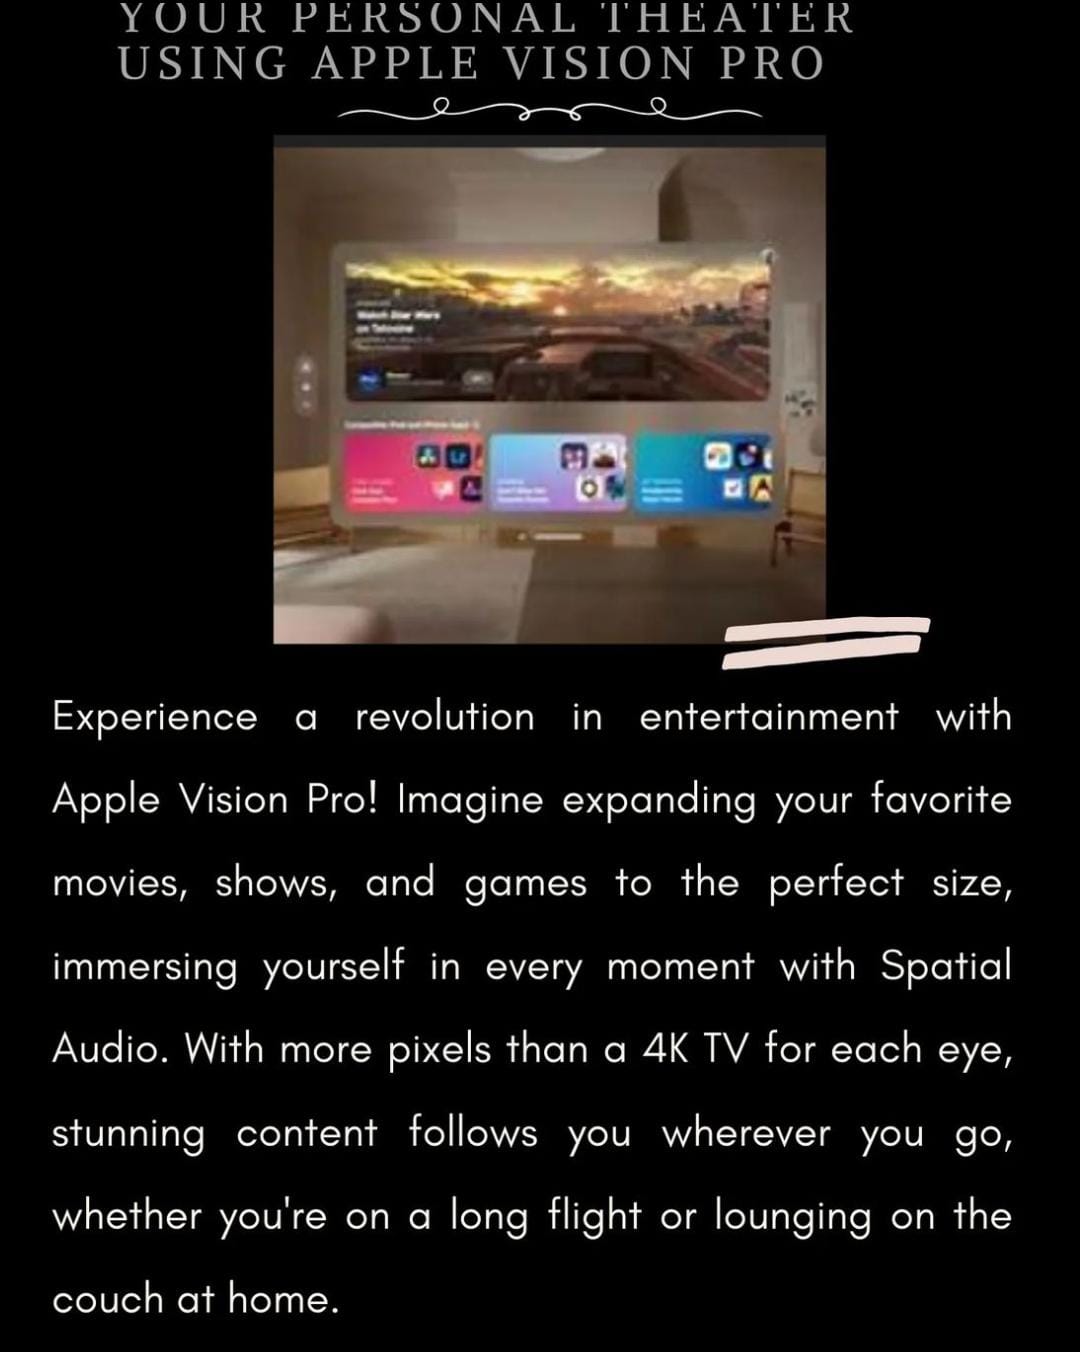 YOUR PERSONAL THEATER
USING APPLE VISION PRO
Watch Star Wars
Lr
Experience a revolution in entertainment with
Apple Vision Pro! Imagine expanding your favorite
movies, shows, and games to the perfect size,
immersing yourself in every moment with Spatial
Audio. With more pixels than a 4K TV for each eye,
stunning content follows you wherever you go,
whether you're on a long flight or lounging on the
couch at home.